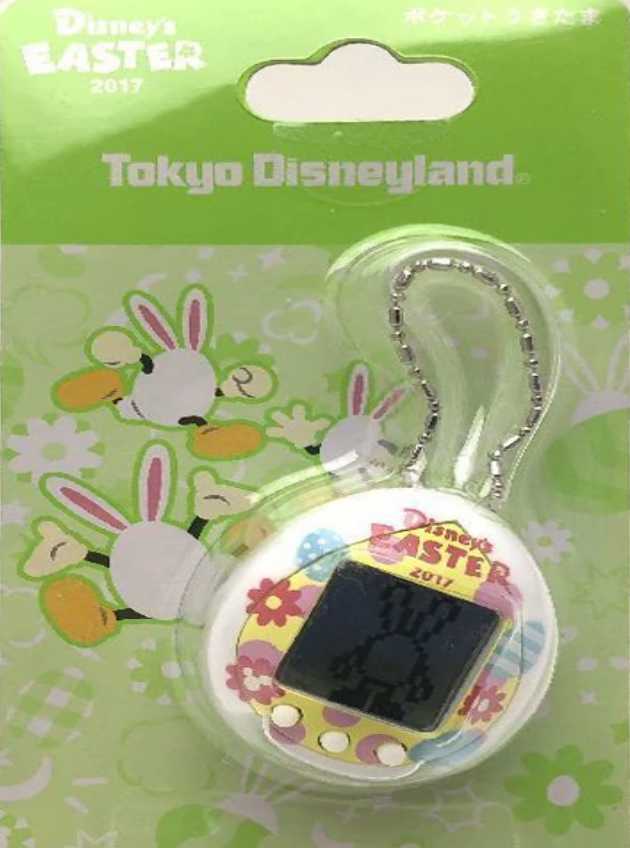 Disney's
EASTER
2017
ポケットうさたま
Tokyo Disneyland®
Disney's
EASTER
2017